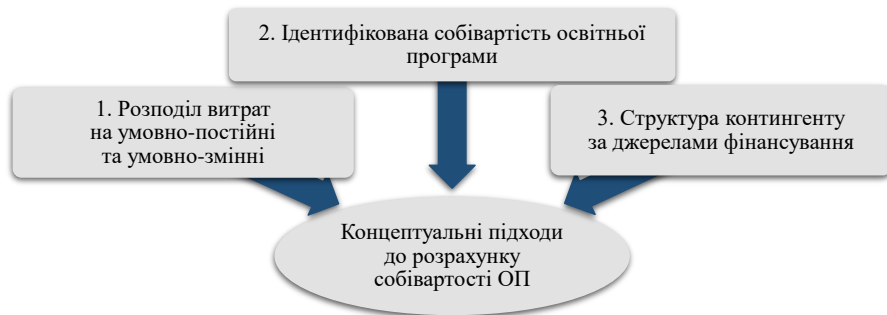 2. Ідентифікована собівартість освітньої
програми
1. Розподіл витрат
на умовно-постійні
та умовно-змінні
3. Структура контингенту
за джерелами фінансування
Концептуальні підходи
до розрахунку
собівартості ОП